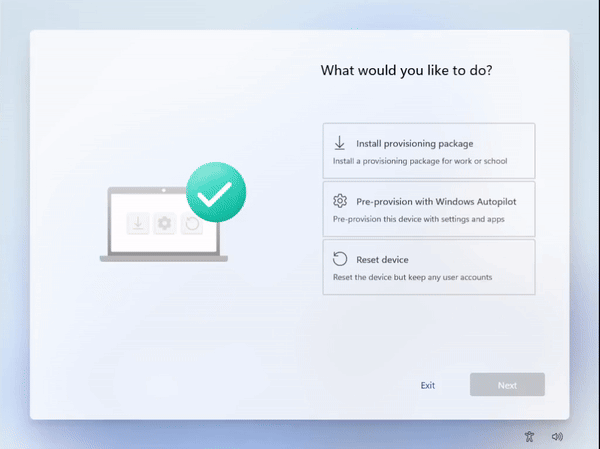 What would you like to do?
Install provisioning package
Install a provisioning package for work or school
Pre-provision with Windows Autopilot
Pre-provision this device with settings and apps
Reset device
Reset the device but keep any user accounts
Exit
Next